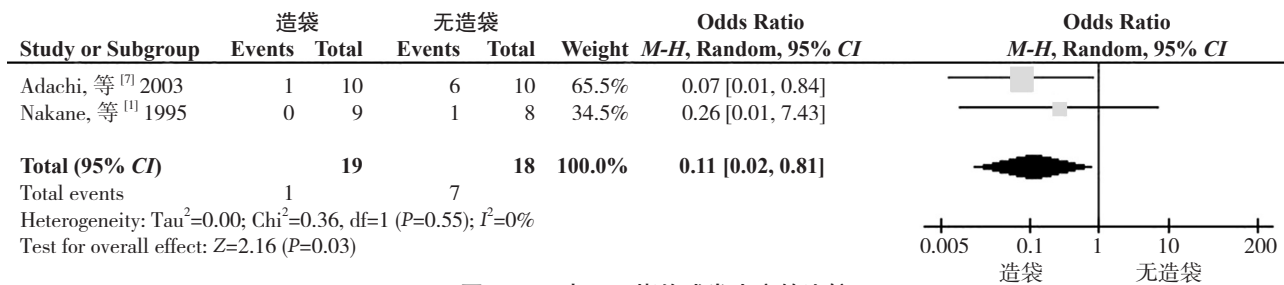 造袋 无造袋 Odds Ratio Odds Ratio
Study or Subgroup Events Total Events Total Weight M-H, Random, 95% CI M-H, Random, 95% CI
Adachi, 等 [7] 2003 1 10 6 10 65.5% 0.07 [0.01, 0.84]
Nakane, 等 [1] 1995 0 9 1 8 34.5% 0.26 [0.01, 7.43]
Total (95% CI) 19 18 100.0% 0.11 [0.02, 0.81]
Total events 1 7
Heterogeneity: Tau²=0.00; Chi²=0.36, df=1 (P=0.55); I²=0%
Test for overall effect: Z=2.16 (P=0.03)
0.005 0.1 1 10 200
造袋 无造袋